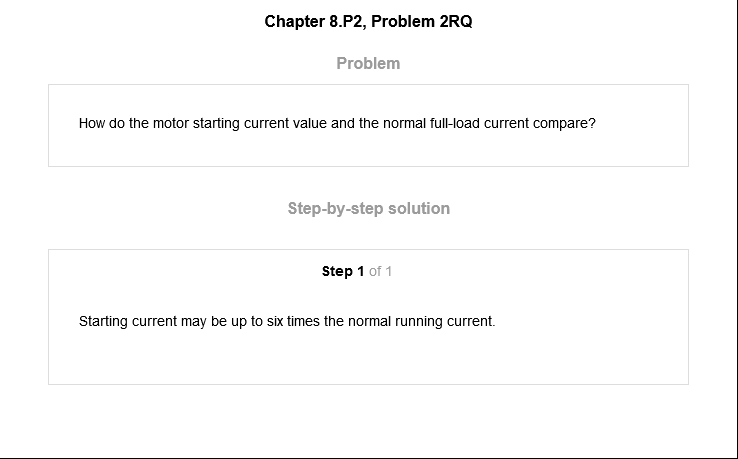 Chapter 8.P2, Problem 2RQ
Problem
How do the motor starting current value and the normal full-load current compare?
Step-by-step solution
Step 1 of 1
Starting current may be up to six times the normal running current.